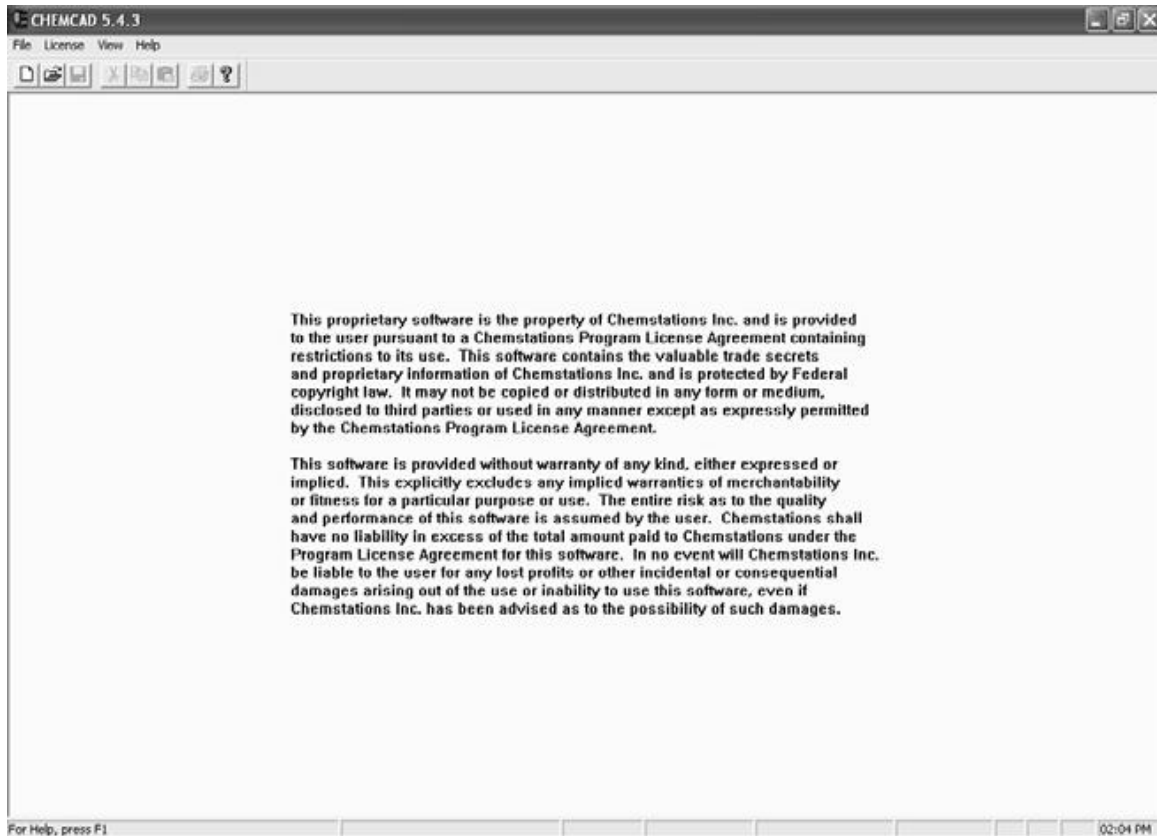 CHEMCAD 5.4.3
File License View Help
This proprietary software is the property of Chemstations Inc. and is provided
to the user pursuant to a Chemstations Program License Agreement containing
restrictions to its use. This software contains the valuable trade secrets
and proprietary information of Chemstations Inc. and is protected by Federal
copyright law. It may not be copied or distributed in any form or medium,
disclosed to third parties or used in any manner except as expressly permitted
by the Chemstations Program License Agreement.
This software is provided without warranty of any kind, either expressed or
implied. This explicitly excludes any implied warranties of merchantability
or fitness for a particular purpose or use. The entire risk as to the quality
and performance of this software is assumed by the user. Chemstations shall
have no liability in excess of the total amount paid to Chemstations under the
Program License Agreement for this software. In no event will Chemstations Inc.
be liable to the user for any lost profits or other incidental or consequential
damages arising out of the use or inability to use this software, even if
Chemstations Inc. has been advised as to the possibility of such damages.
For Help, press F1
02:04 PM